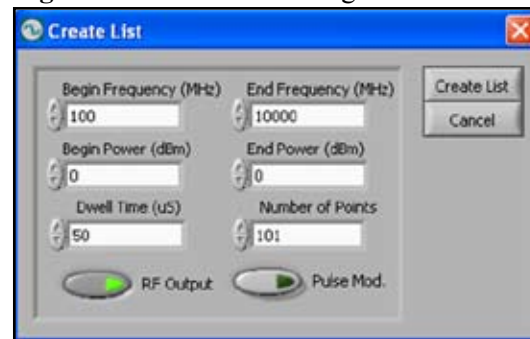 Create List
Begin Frequency (MHz) End Frequency (MHz)
100 10000
Begin Power (dBm) End Power (dBm)
0 0
Dwell Time (uS) Number of Points
50 101
RF Output Pulse Mod.
Create List
Cancel